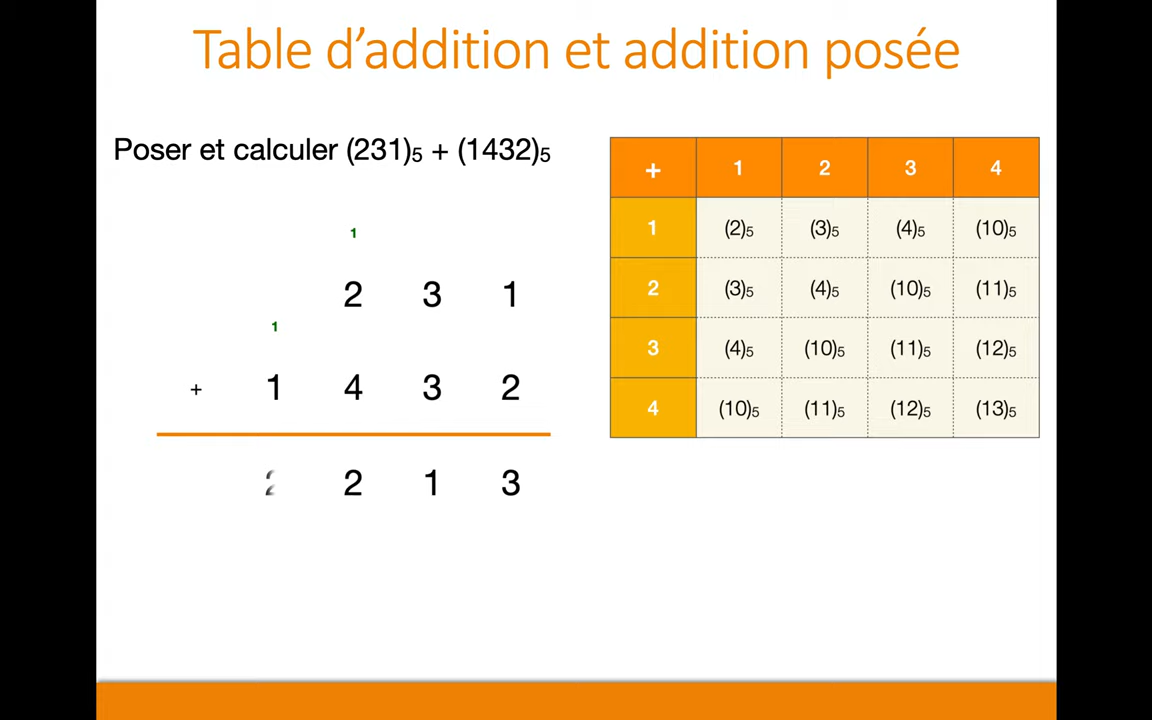 Table d’addition et addition posée
Poser et calculer (231)₅ + (1432)₅
1
2 3 1
1
+ 1 4 3 2
2 2 1 3
+ 1 2 3 4
1 (2)₅ (3)₅ (4)₅ (10)₅
2 (3)₅ (4)₅ (10)₅ (11)₅
3 (4)₅ (10)₅ (11)₅ (12)₅
4 (10)₅ (11)₅ (12)₅ (13)₅